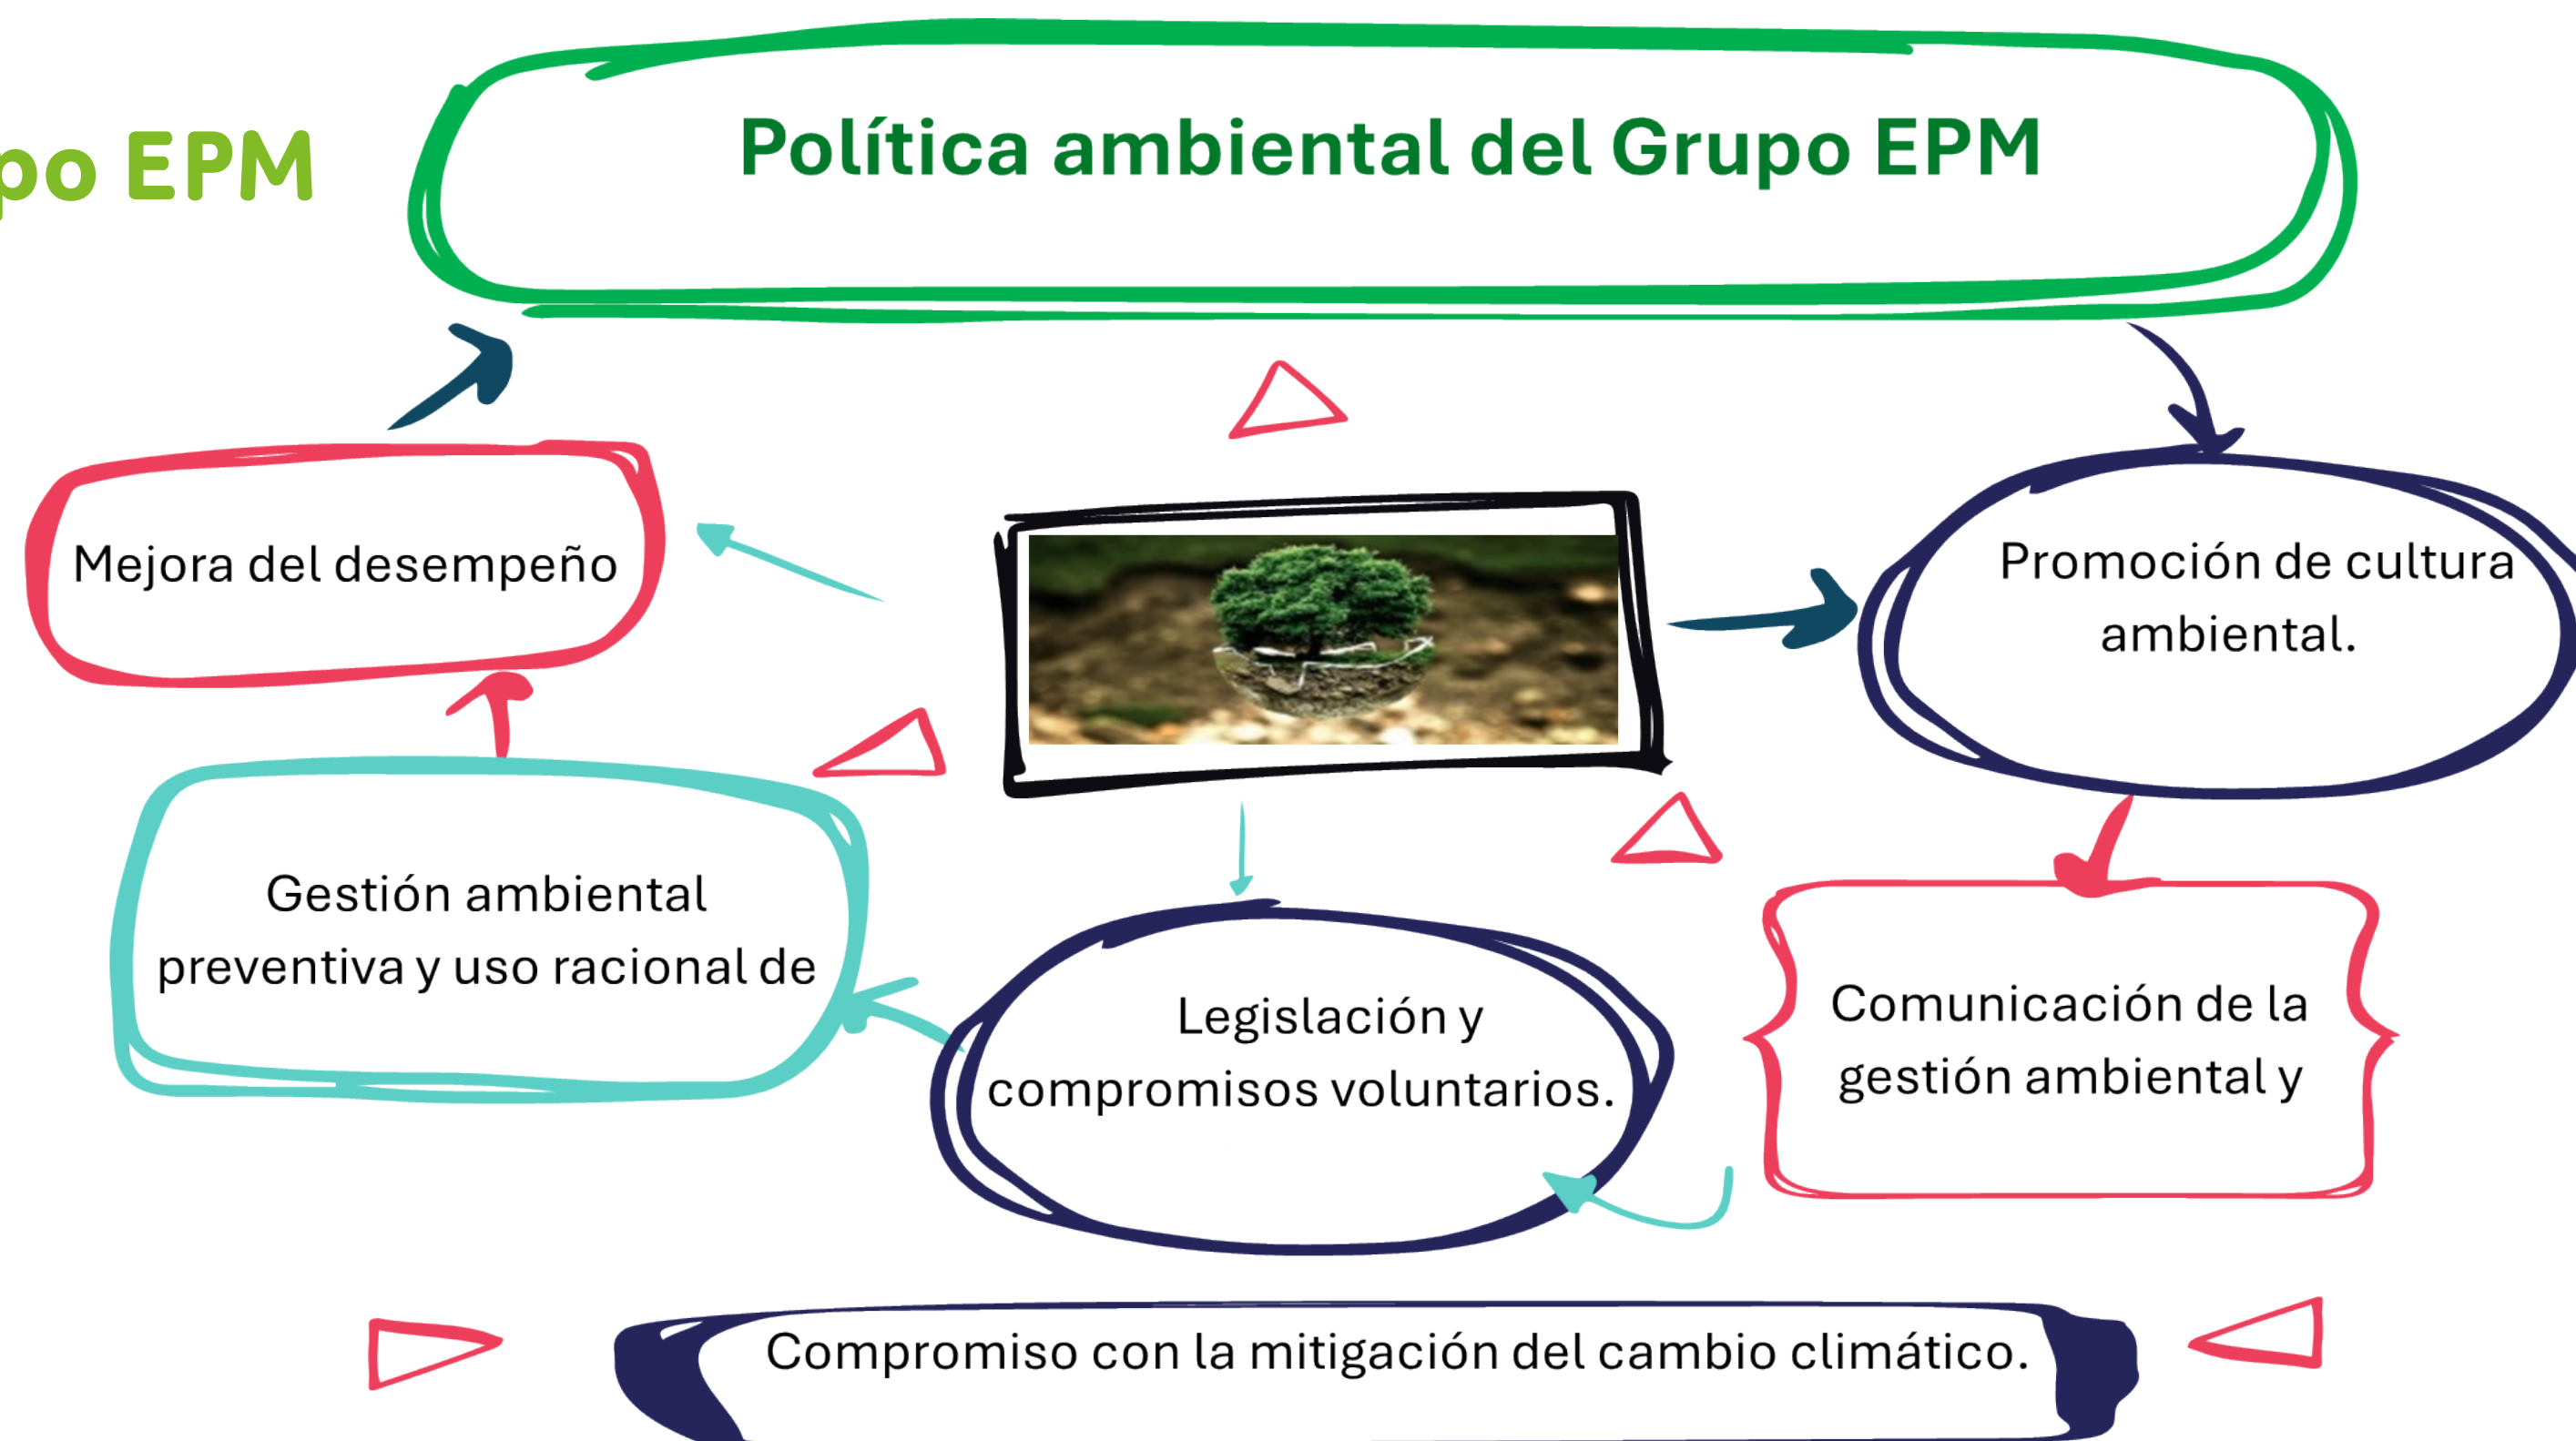 po EPM
Política ambiental del Grupo EPM
Mejora del desempeño
Promoción de cultura
ambiental.
Gestión ambiental
preventiva y uso racional de
Legislación y
compromisos voluntarios.
Comunicación de la
gestión ambiental y
Compromiso con la mitigación del cambio climático.